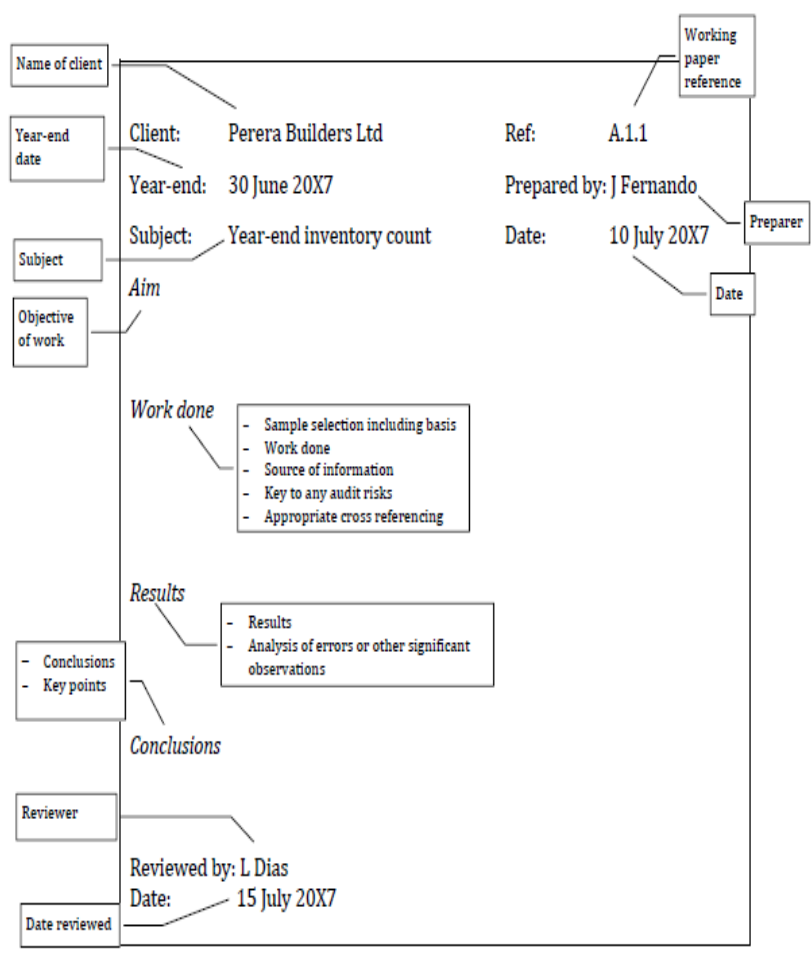 Working
paper
reference
Name of client
Year-end
date
Client: Perera Builders Ltd Ref: A.1.1
Year-end: 30 June 20X7 Prepared by: J Fernando
Preparer
Subject: Year-end inventory count Date: 10 July 20X7
Subject
Date
Aim
Objective
of work
Work done
– Sample selection including basis
– Work done
– Source of information
– Key to any audit risks
– Appropriate cross referencing
Results
– Results
– Analysis of errors or other significant
observations
– Conclusions
– Key points
Conclusions
Reviewer
Reviewed by: L Dias
Date: 15 July 20X7
Date reviewed